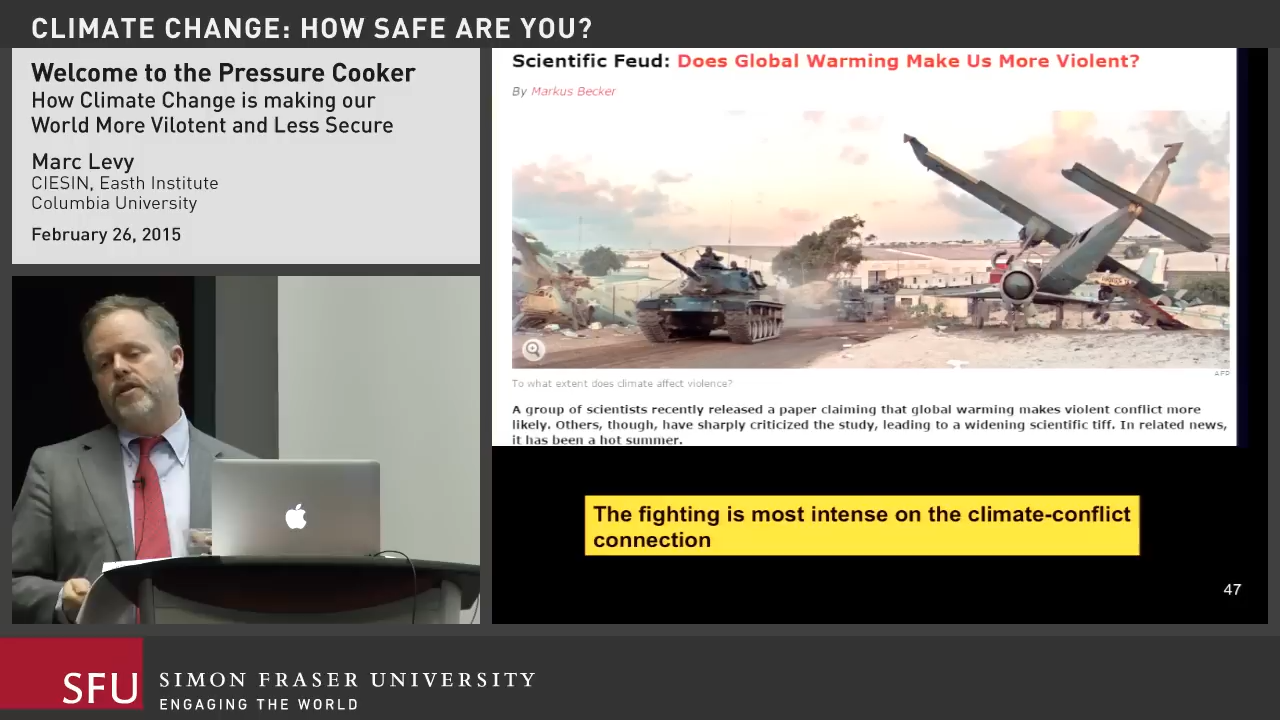 CLIMATE CHANGE: HOW SAFE ARE YOU?
Welcome to the Pressure Cooker
How Climate Change is making our
World More Vilotent and Less Secure
Marc Levy
CIESIN, Easth Institute
Columbia University
February 26, 2015
Scientific Feud: Does Global Warming Make Us More Violent?
By Markus Becker
AFP
To what extent does climate affect violence?
A group of scientists recently released a paper claiming that global warming makes violent conflict more
likely. Others, though, have sharply criticized the study, leading to a widening scientific tiff. In related news,
it has been a hot summer.
The fighting is most intense on the climate-conflict
connection
47
SFU
SIMON FRASER UNIVERSITY
ENGAGING THE WORLD